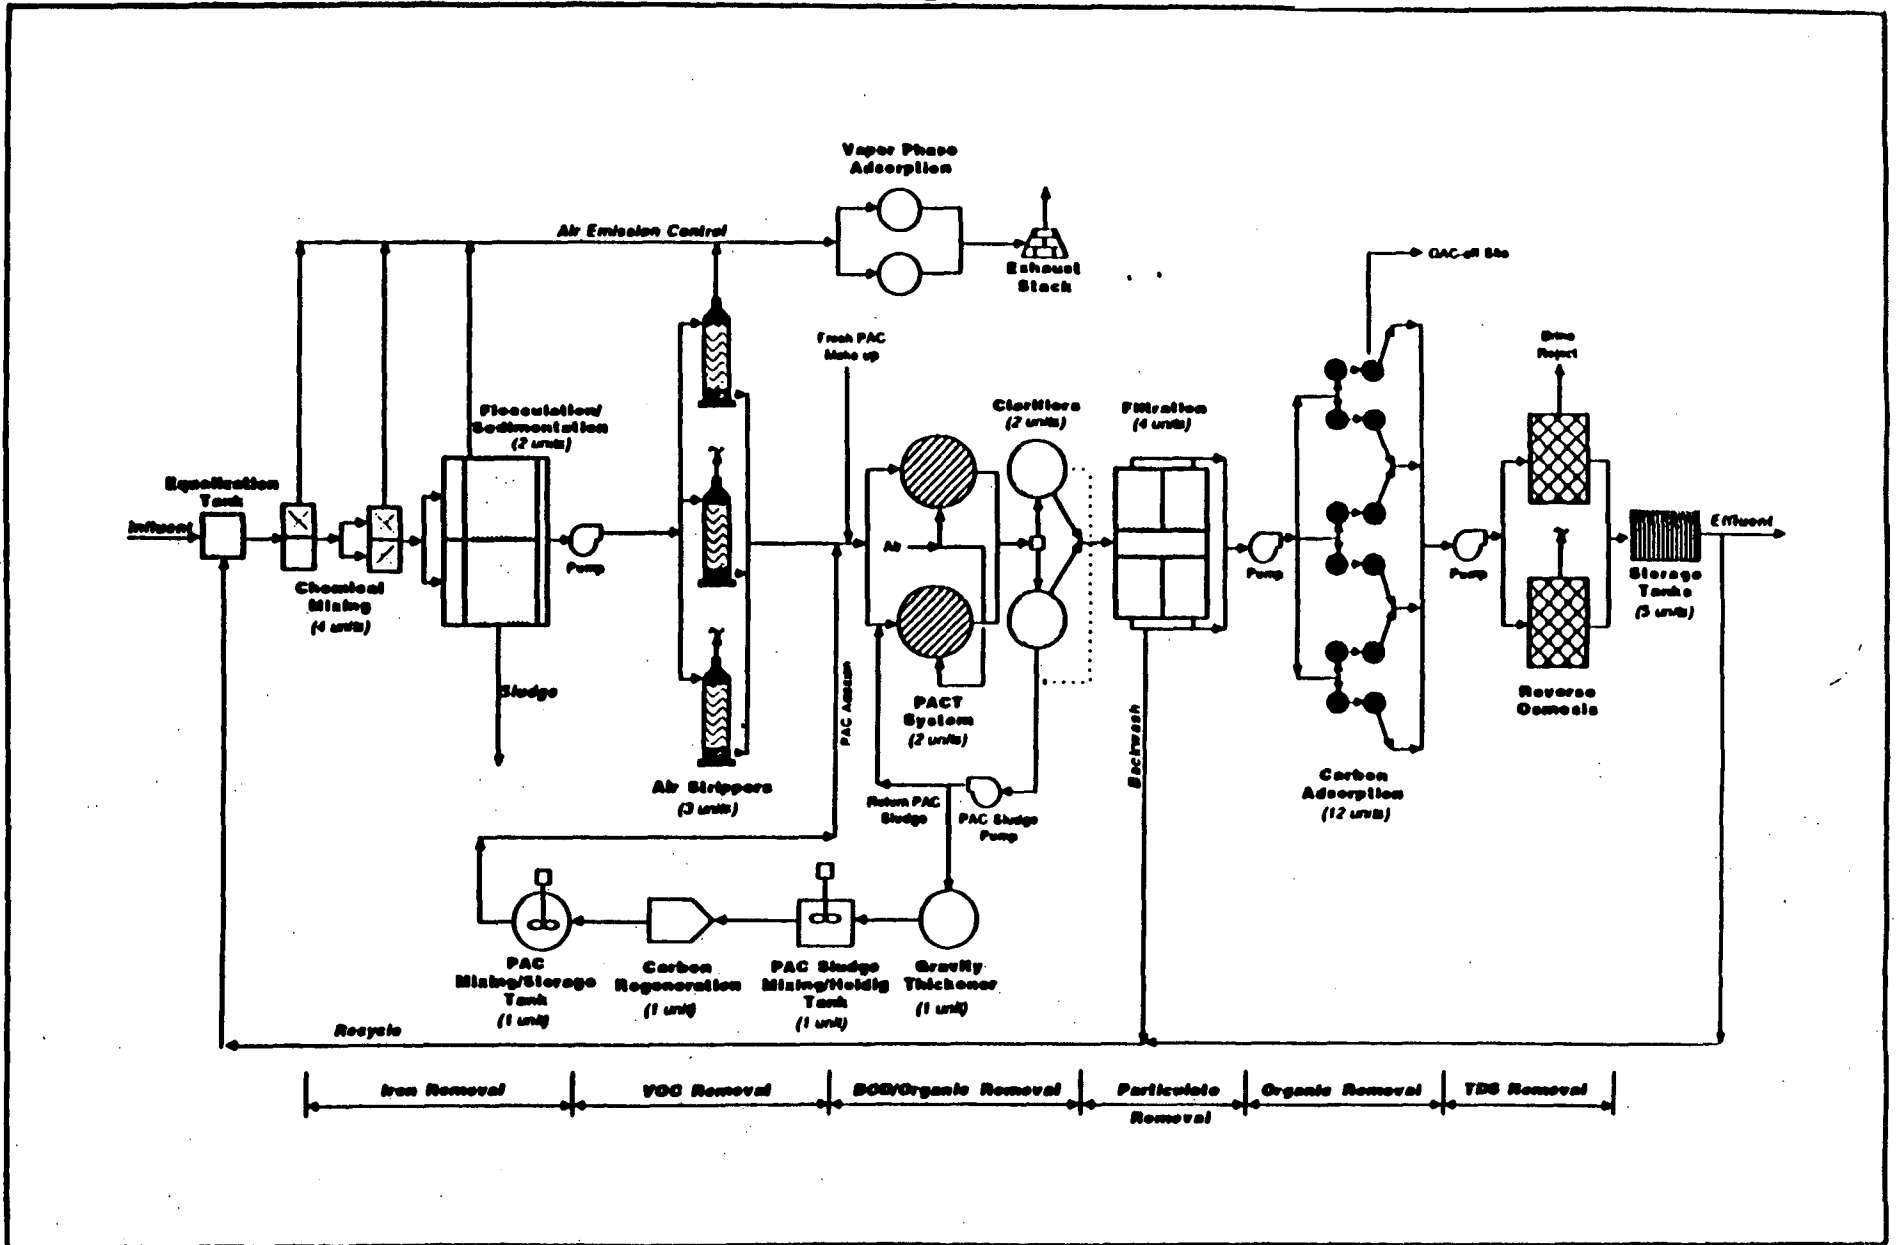 Vapor Phase
Adsorption
Air Emission Control
Exhaust
Stack
GAC-off Site
Fresh PAC
Make up
Brine
Reject
Flocculation/
Sedimentation
(2 units)
Clarifiers
(2 units)
Filtration
(4 units)
Equalization
Tank
Influent
Effluent
Air
Pump
Pump
Pump
Chemical
Mixing
(4 units)
Storage
Tanks
(5 units)
Sludge
PAC Addition
PACT
System
(2 units)
Backwash
Reverse
Osmosis
Air Strippers
(3 units)
Return PAC
Sludge
PAC Sludge
Pump
Carbon
Adsorption
(12 units)
PAC
Mixing/Storage
Tank
(1 unit)
Carbon
Regeneration
(1 unit)
PAC Sludge
Mixing/Holdig
Tank
(1 unit)
Gravity
Thickener
(1 unit)
Recycle
Iron Removal
VOC Removal
BOD/Organic Removal
Particulate
Removal
Organic Removal
TDS Removal